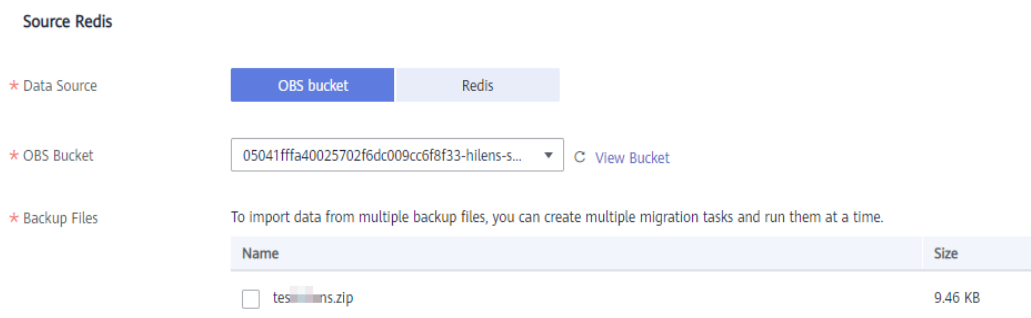 Source Redis
* Data Source OBS bucket Redis
* OBS Bucket 05041fffa40025702f6dc009cc6f8f33-hilens-s... View Bucket
* Backup Files To import data from multiple backup files, you can create multiple migration tasks and run them at a time.
Name Size
9.46 KB